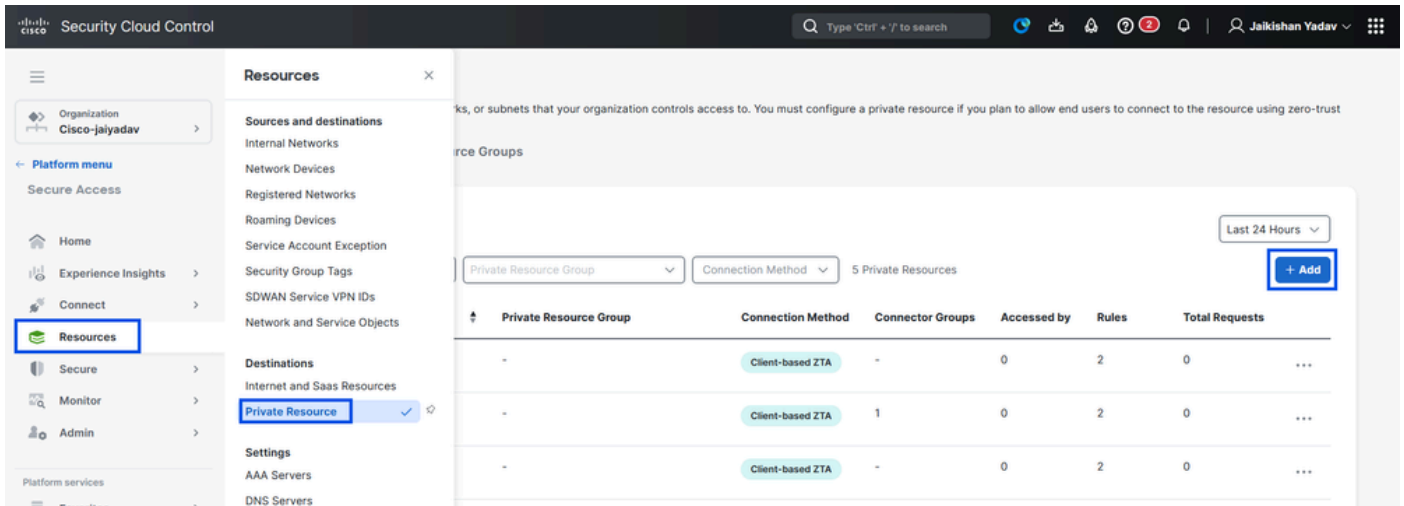 cisco Security Cloud Control
Type 'Ctrl' + '/' to search
2
Jaikishan Yadav
Organization
Cisco-jaiyadav
← Platform menu
Secure Access
Home
Experience Insights
Connect
Resources
Secure
Monitor
Admin
Platform services
Resources
Sources and destinations
Internal Networks
Network Devices
Registered Networks
Roaming Devices
Service Account Exception
Security Group Tags
SDWAN Service VPN IDs
Network and Service Objects
Destinations
Internet and Saas Resources
Private Resource
Settings
AAA Servers
DNS Servers
or subnets that your organization controls access to. You must configure a private resource if you plan to allow end users to connect to the resource using zero-trust
Groups
Last 24 Hours
Private Resource Group Connection Method 5 Private Resources + Add
Private Resource Group Connection Method Connector Groups Accessed by Rules Total Requests
- Client-based ZTA - 0 2 0 ...
- Client-based ZTA 1 0 2 0 ...
- Client-based ZTA - 0 2 0 ...